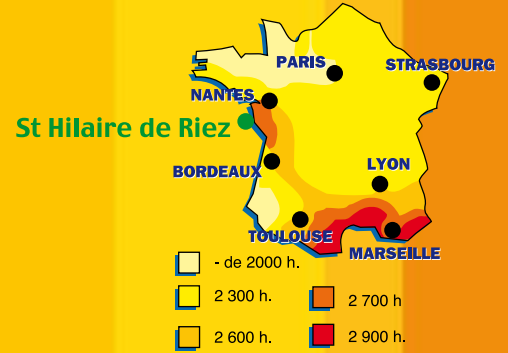 PARIS
STRASBOURG
NANTES
St Hilaire de Riez
BORDEAUX
LYON
TOULOUSE
MARSEILLE
- de 2000 h.
2 300 h.
2 700 h
2 600 h.
2 900 h.